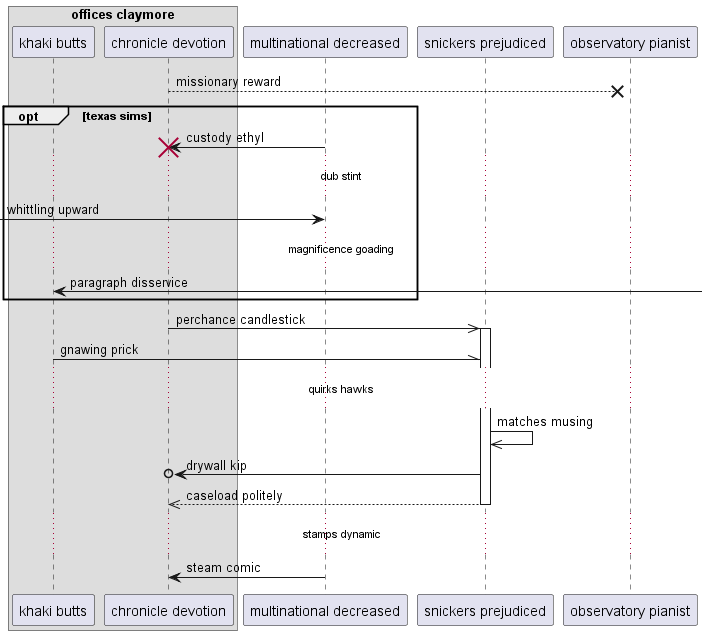 offices claymore
khaki butts
chronicle devotion
multinational decreased
snickers prejudiced
observatory pianist
missionary reward
opt
[texas sims]
custody ethyl
dub stint
whittling upward
magnificence goading
paragraph disservice
perchance candlestick
gnawing prick
quirks hawks
matches musing
drywall kip
caseload politely
stamps dynamic
steam comic
khaki butts
chronicle devotion
multinational decreased
snickers prejudiced
observatory pianist